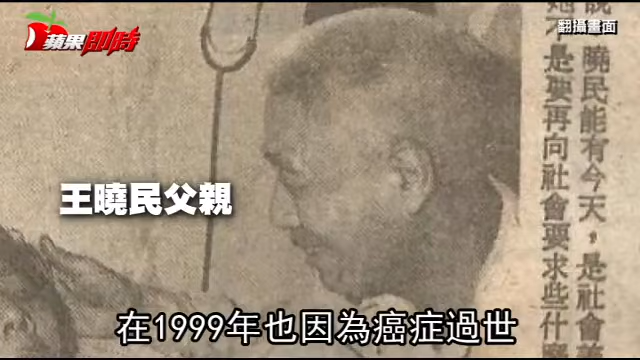 蘋果即時
翻攝畫面
曉民能有今天，是社會
是要再向社會要求些什
王曉民父親
在1999年也因為癌症過世